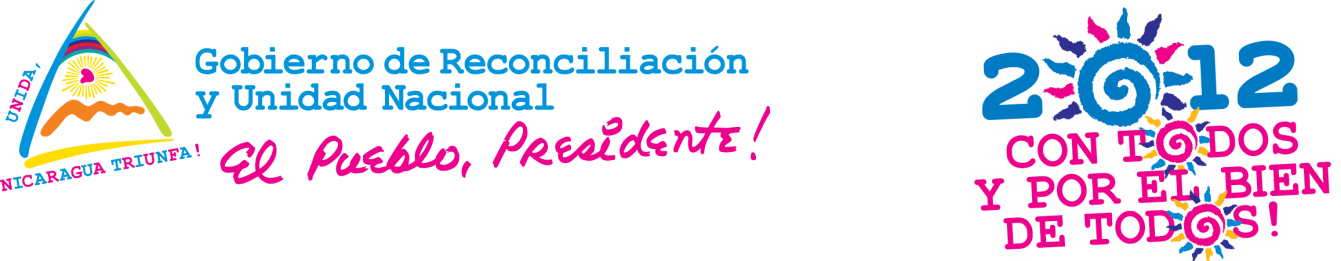 UNIDA,
NICARAGUA TRIUNFA!
Gobierno de Reconciliación
y Unidad Nacional
El Pueblo, Presidente!
2012
CON TODOS
Y POR EL BIEN
DE TODOS!